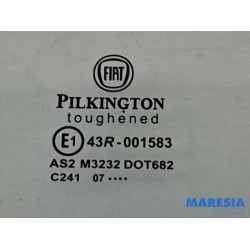 FIAT
PILKINGTON
toughened
E1 43R-001583
AS2 M3232 DOT682
C241 07 ••••
MARESIA